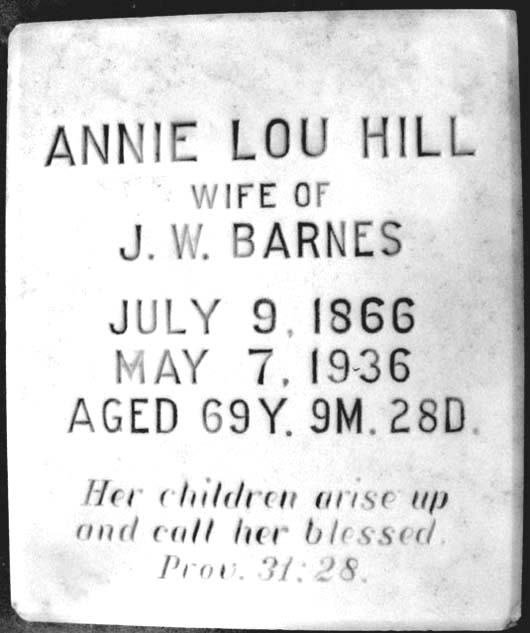 ANNIE LOU HILL
WIFE OF
J. W. BARNES
JULY 9, 1866
MAY 7, 1936
AGED 69Y. 9M. 28D.
Her children arise up
and call her blessed.
Prov. 31:28.